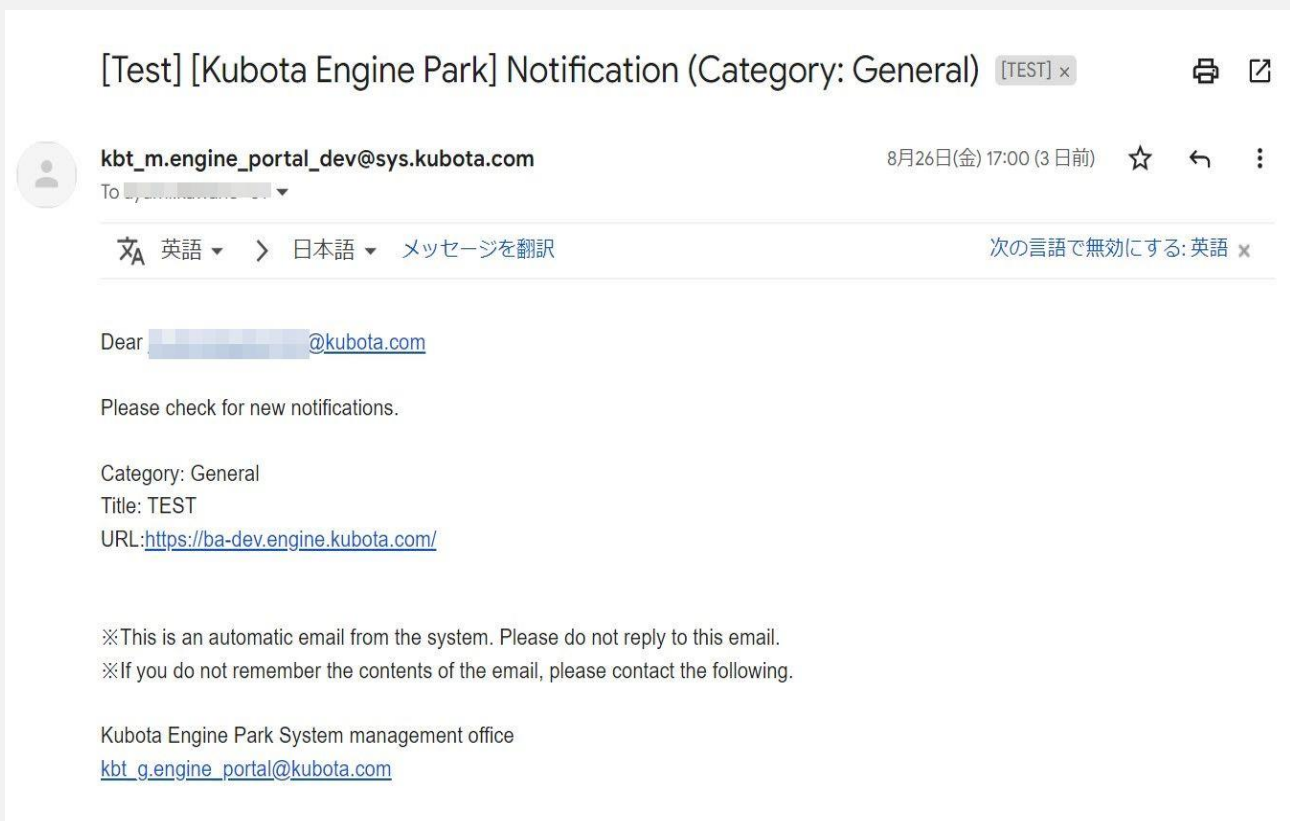 [Test] [Kubota Engine Park] Notification (Category: General) [TEST] ×
kbt_m.engine_portal_dev@sys.kubota.com
8月26日(金) 17:00 (3 日前)
To
英語
日本語
メッセージを翻訳
次の言語で無効にする: 英語 ×
Dear @kubota.com
Please check for new notifications.
Category: General
Title: TEST
URL:https://ba-dev.engine.kubota.com/
※This is an automatic email from the system. Please do not reply to this email.
※If you do not remember the contents of the email, please contact the following.
Kubota Engine Park System management office
kbt_g.engine_portal@kubota.com